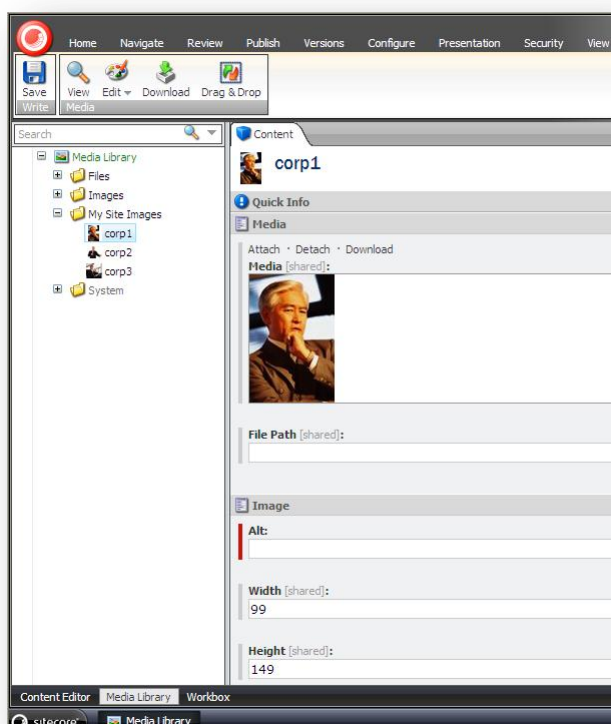 Home Navigate Review Publish Versions Configure Presentation Security View
Save View Edit Download Drag & Drop
Write Media
Search
Content
Media Library
Files
Images
My Site Images
corp1
corp2
corp3
System
corp1
Quick Info
Media
Attach · Detach · Download
Media [shared]:
File Path [shared]:
Image
Alt:
Width [shared]:
99
Height [shared]:
149
Content Editor Media Library Workbox
sitecore Media Library